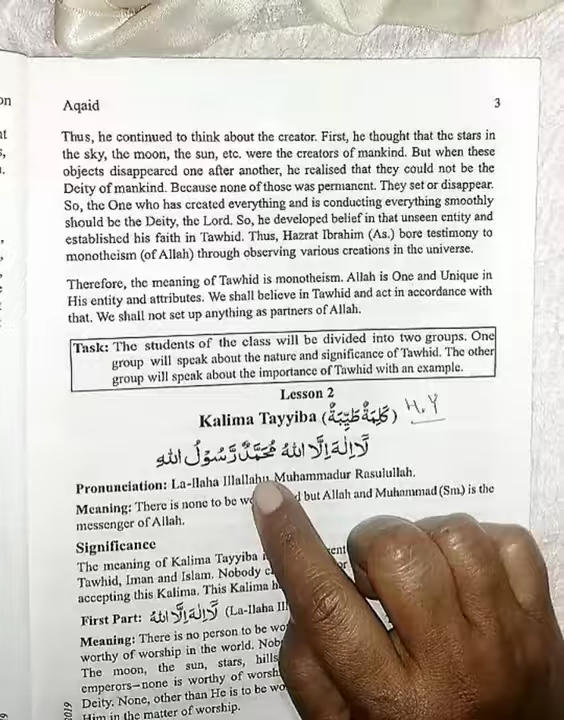 on
Aqaid
3
Thus, he continued to think about the creator. First, he thought that the stars in
the sky, the moon, the sun, etc. were the creators of mankind. But when these
objects disappeared one after another, he realised that they could not be the
Deity of mankind. Because none of those was permanent. They set or disappear.
So, the One who has created everything and is conducting everything smoothly
should be the Deity, the Lord. So, he developed belief in that unseen entity and
established his faith in Tawhid. Thus, Hazrat Ibrahim (As.) bore testimony to
monotheism (of Allah) through observing various creations in the universe.
Therefore, the meaning of Tawhid is monotheism. Allah is One and Unique in
His entity and attributes. We shall believe in Tawhid and act in accordance with
that. We shall not set up anything as partners of Allah.
Task: The students of the class will be divided into two groups. One
group will speak about the nature and significance of Tawhid. The other
group will speak about the importance of Tawhid with an example.
Lesson 2
Kalima Tayyiba (كَلِمَةٌ طَيِّبَةٌ) H.Y
لَآ اِلٰهَ اِلَّا اللهُ مُحَمَّدٌ رَّسُوْلُ اللهِ
Pronunciation: La-Ilaha Illallahu Muhammadur Rasulullah.
Meaning: There is none to be but Allah and Muhammad (Sm.) is the
messenger of Allah.
Significance
The meaning of Kalima Tayyiba
Tawhid, Iman and Islam. Nobody or
accepting this Kalima. This Kalima
First Part: لَآ اِلٰهَ اِلَّا اللهُ (La-Ilaha
Meaning: There is no person to be
worthy of worship in the world.
The moon, the sun, stars, hills
emperors–none is worthy of
Deity. None, other than He is to be
Him in the matter of worship.
2019